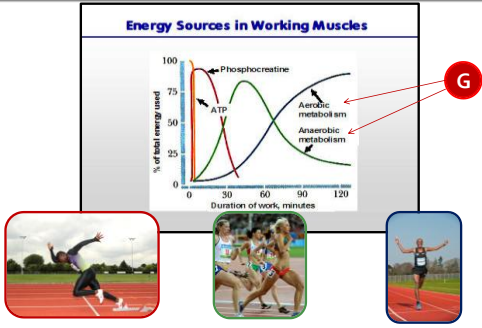 Energy Sources in Working Muscles
100
Phosphocreatine
75
ATP
G
Aerobic
metabolism
50
Anaerobic
metabolism
25
0
% of total energy used
0 30 60 90 120
Duration of work, minutes